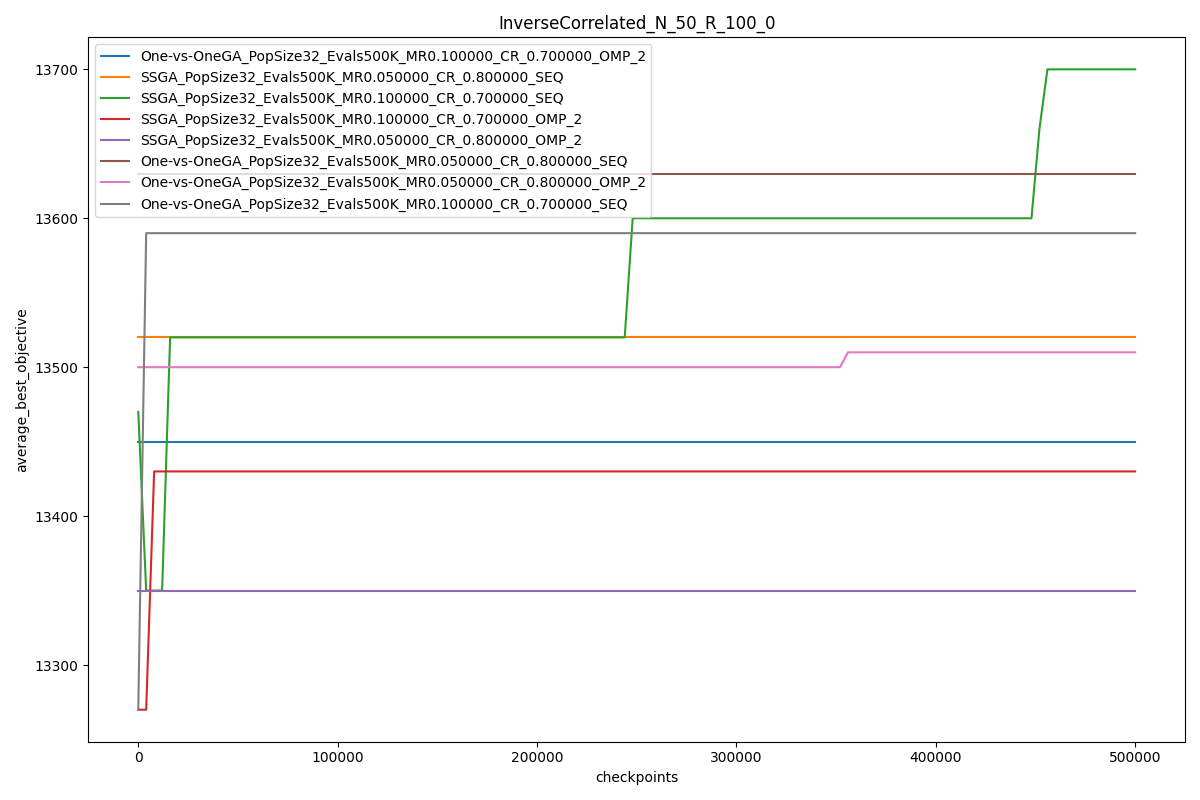 InverseCorrelated_N_50_R_100_0
One-vs-OneGA_PopSize32_Evals500K_MR0.100000_CR_0.700000_OMP_2
SSGA_PopSize32_Evals500K_MR0.050000_CR_0.800000_SEQ
SSGA_PopSize32_Evals500K_MR0.100000_CR_0.700000_SEQ
SSGA_PopSize32_Evals500K_MR0.100000_CR_0.700000_OMP_2
SSGA_PopSize32_Evals500K_MR0.050000_CR_0.800000_OMP_2
One-vs-OneGA_PopSize32_Evals500K_MR0.050000_CR_0.800000_SEQ
One-vs-OneGA_PopSize32_Evals500K_MR0.050000_CR_0.800000_OMP_2
One-vs-OneGA_PopSize32_Evals500K_MR0.100000_CR_0.700000_SEQ
13700
13600
13500
13400
13300
average_best_objective
0
100000
200000
300000
400000
500000
checkpoints